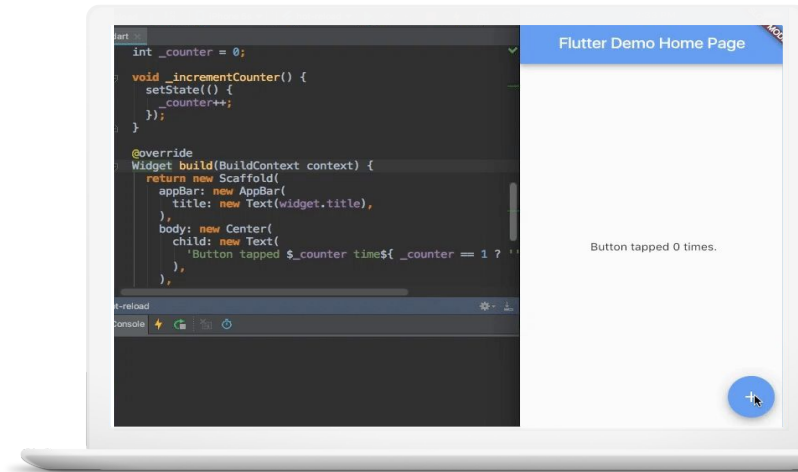 dart
int _counter = 0;
void _incrementCounter() {
setState(() {
_counter++;
});
}
@override
Widget build(BuildContext context) {
return new Scaffold(
appBar: new AppBar(
title: new Text(widget.title),
),
body: new Center(
child: new Text(
'Button tapped $_counter time${ _counter == 1 ? ''
),
),
t-reload
Console
Flutter Demo Home Page
Button tapped 0 times.
+